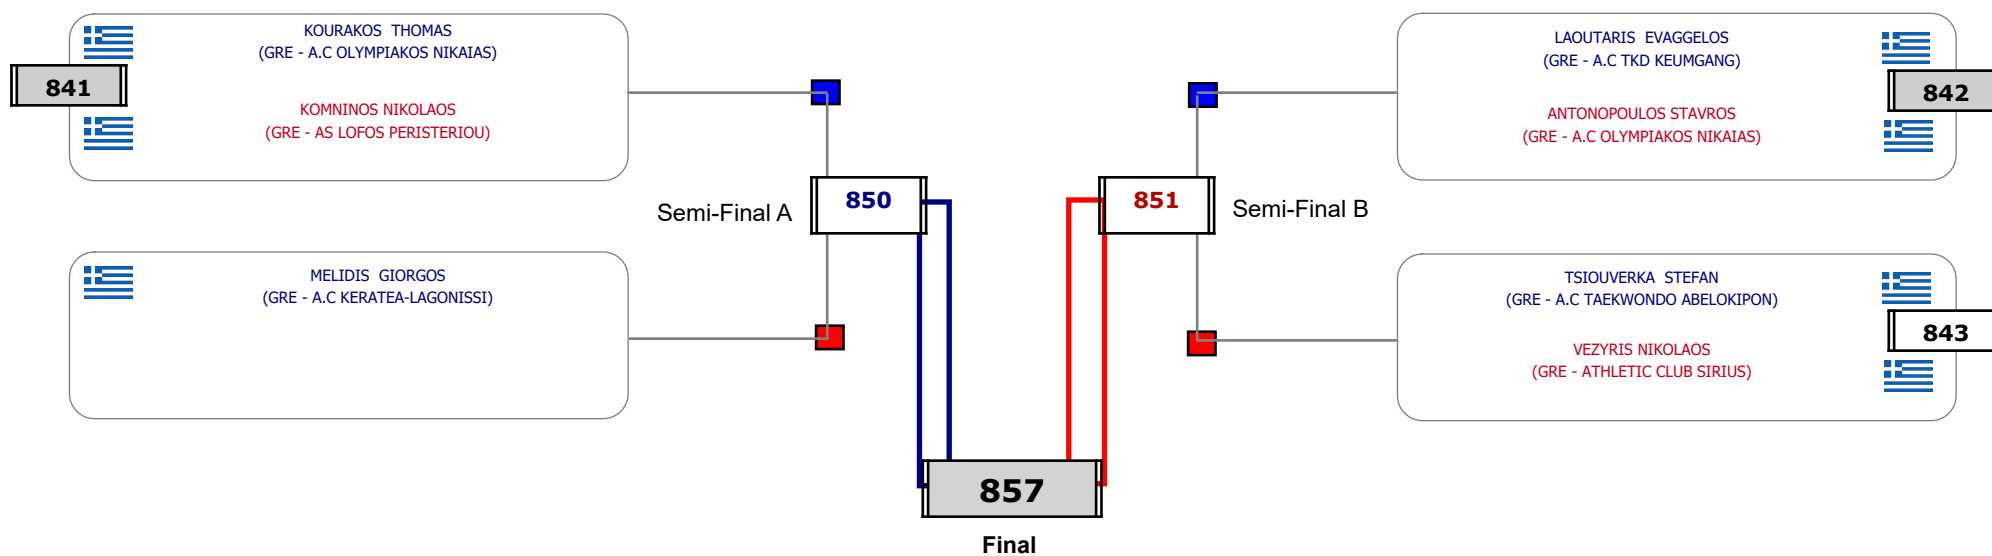 KOURAKOS THOMAS
(GRE - A.C OLYMPIAKOS NIKAIAS)
841
KOMNINOS NIKOLAOS
(GRE - AS LOFOS PERISTERIOU)
LAOUTARIS EVAGGELOS
(GRE - A.C TKD KEUMGANG)
842
ANTONOPOULOS STAVROS
(GRE - A.C OLYMPIAKOS NIKAIAS)
Semi-Final A
850
851
Semi-Final B
MELIDIS GIORGOS
(GRE - A.C KERATEA-LAGONISSI)
TSIOUVERKA STEFAN
(GRE - A.C TAEKWONDO ABELOKIPON)
843
VEZYRIS NIKOLAOS
(GRE - ATHLETIC CLUB SIRIUS)
857
Final